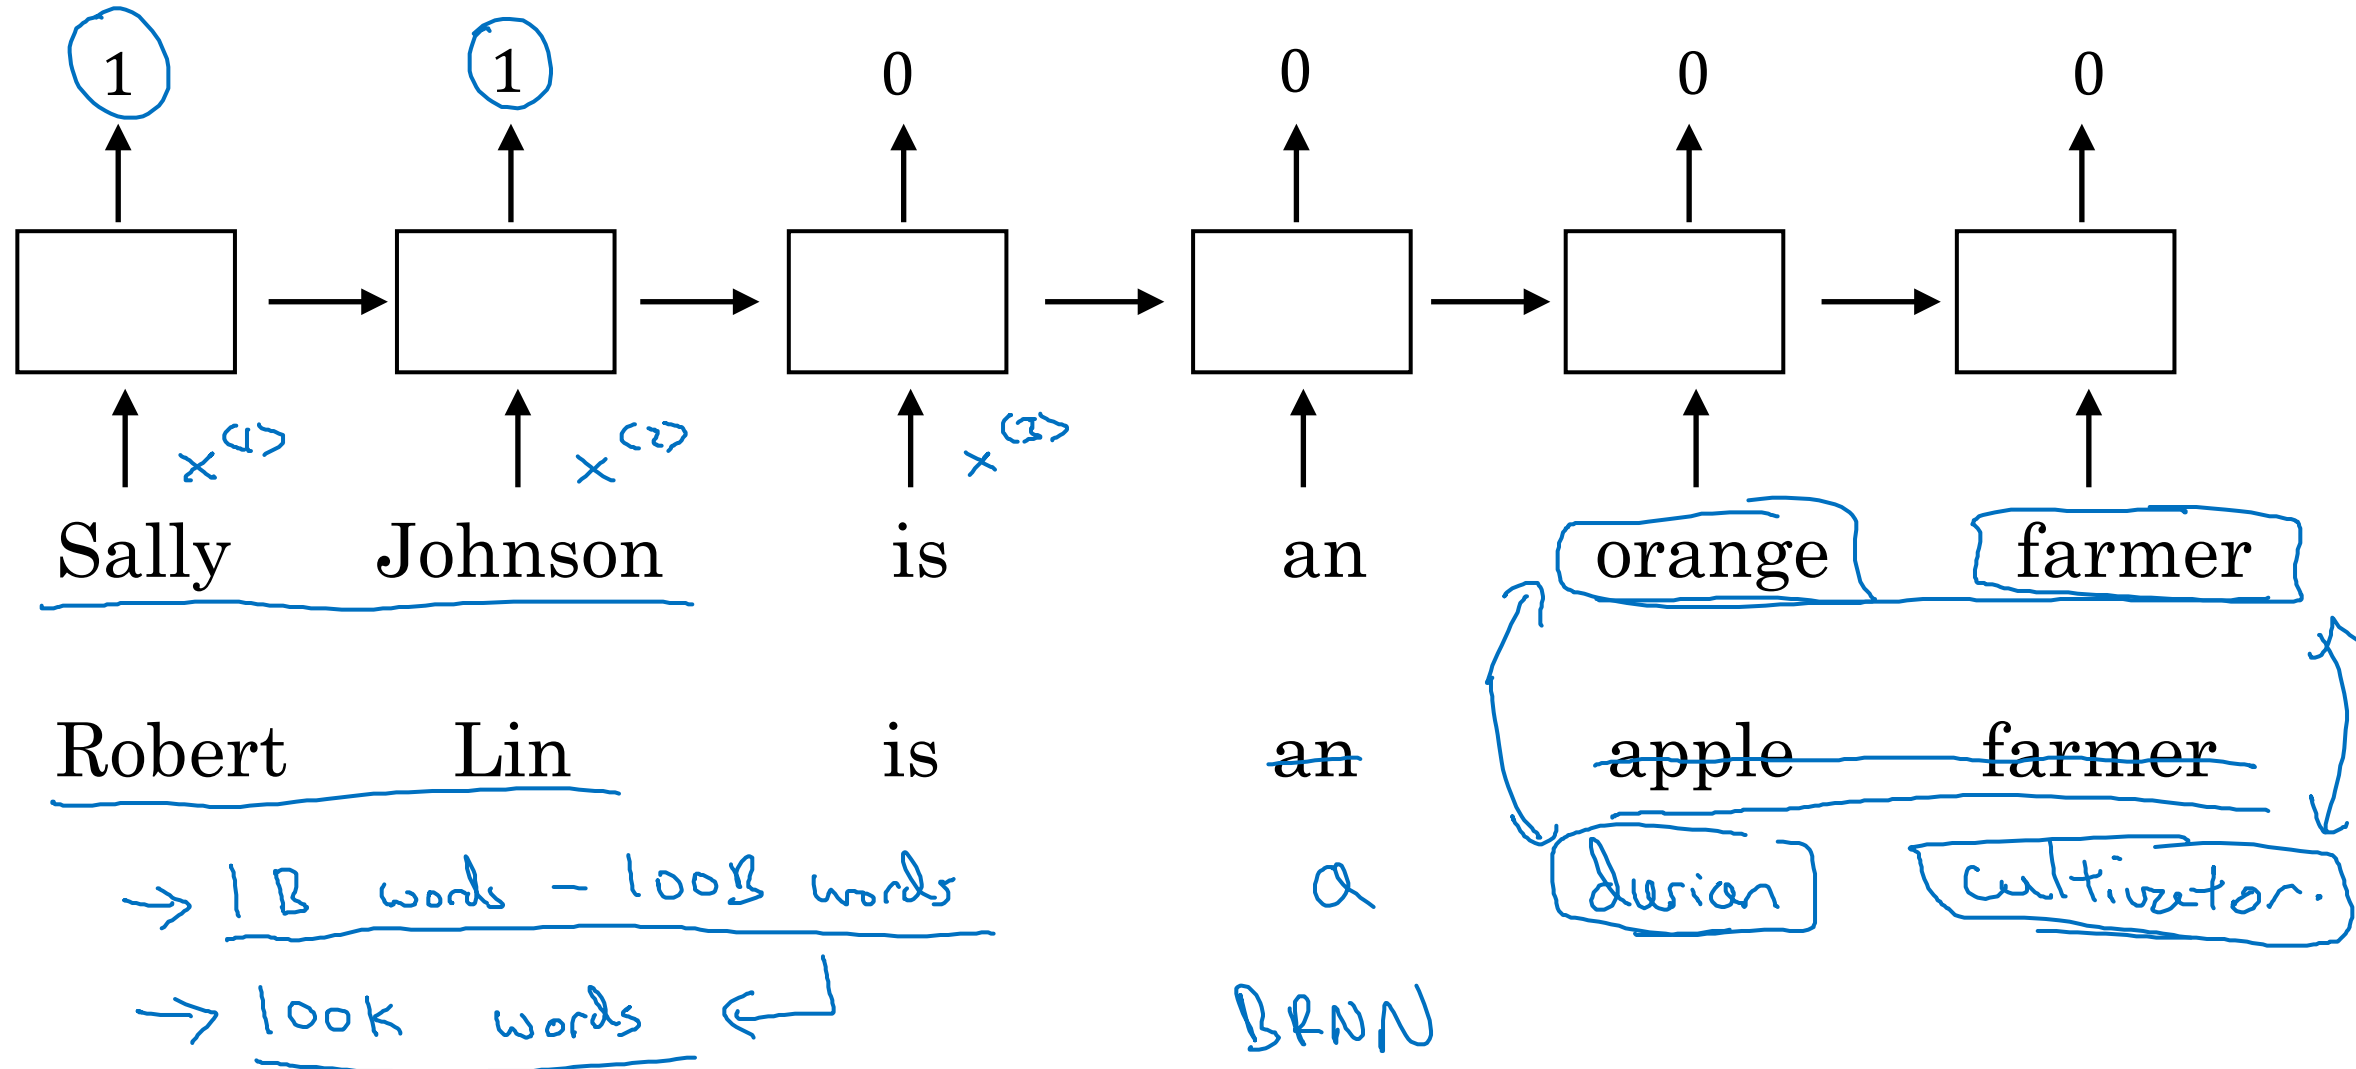 1 1 0 0 0 0
x<1> x<2> x<3>
Sally Johnson is an orange farmer
Robert Lin is an apple farmer
→ 1B words - 100B words a durian cultivator.
→ 100K words ← BRNN